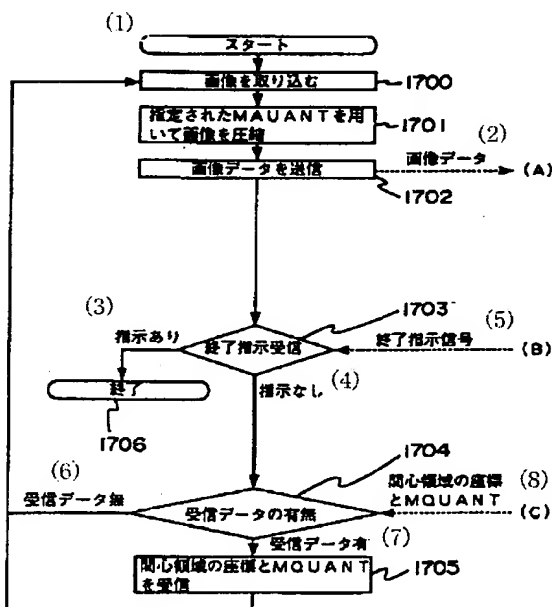 (1)
スタート
画像を取り込む
1700
指定されたMAUANTを用
いて画像を圧縮
1701
(2)
画像データ
(A)
画像データを送信
1702
(3)
1703
(5)
指示あり
終了指示受信
終了指示信号
(B)
(4)
終了
指示なし
1706
(6)
1704
(8)
受信データ無
受信データの有無
関心領域の座標
とMQUANT
(C)
(7)
受信データ有
関心領域の座標とMQUANT
を受信
1705